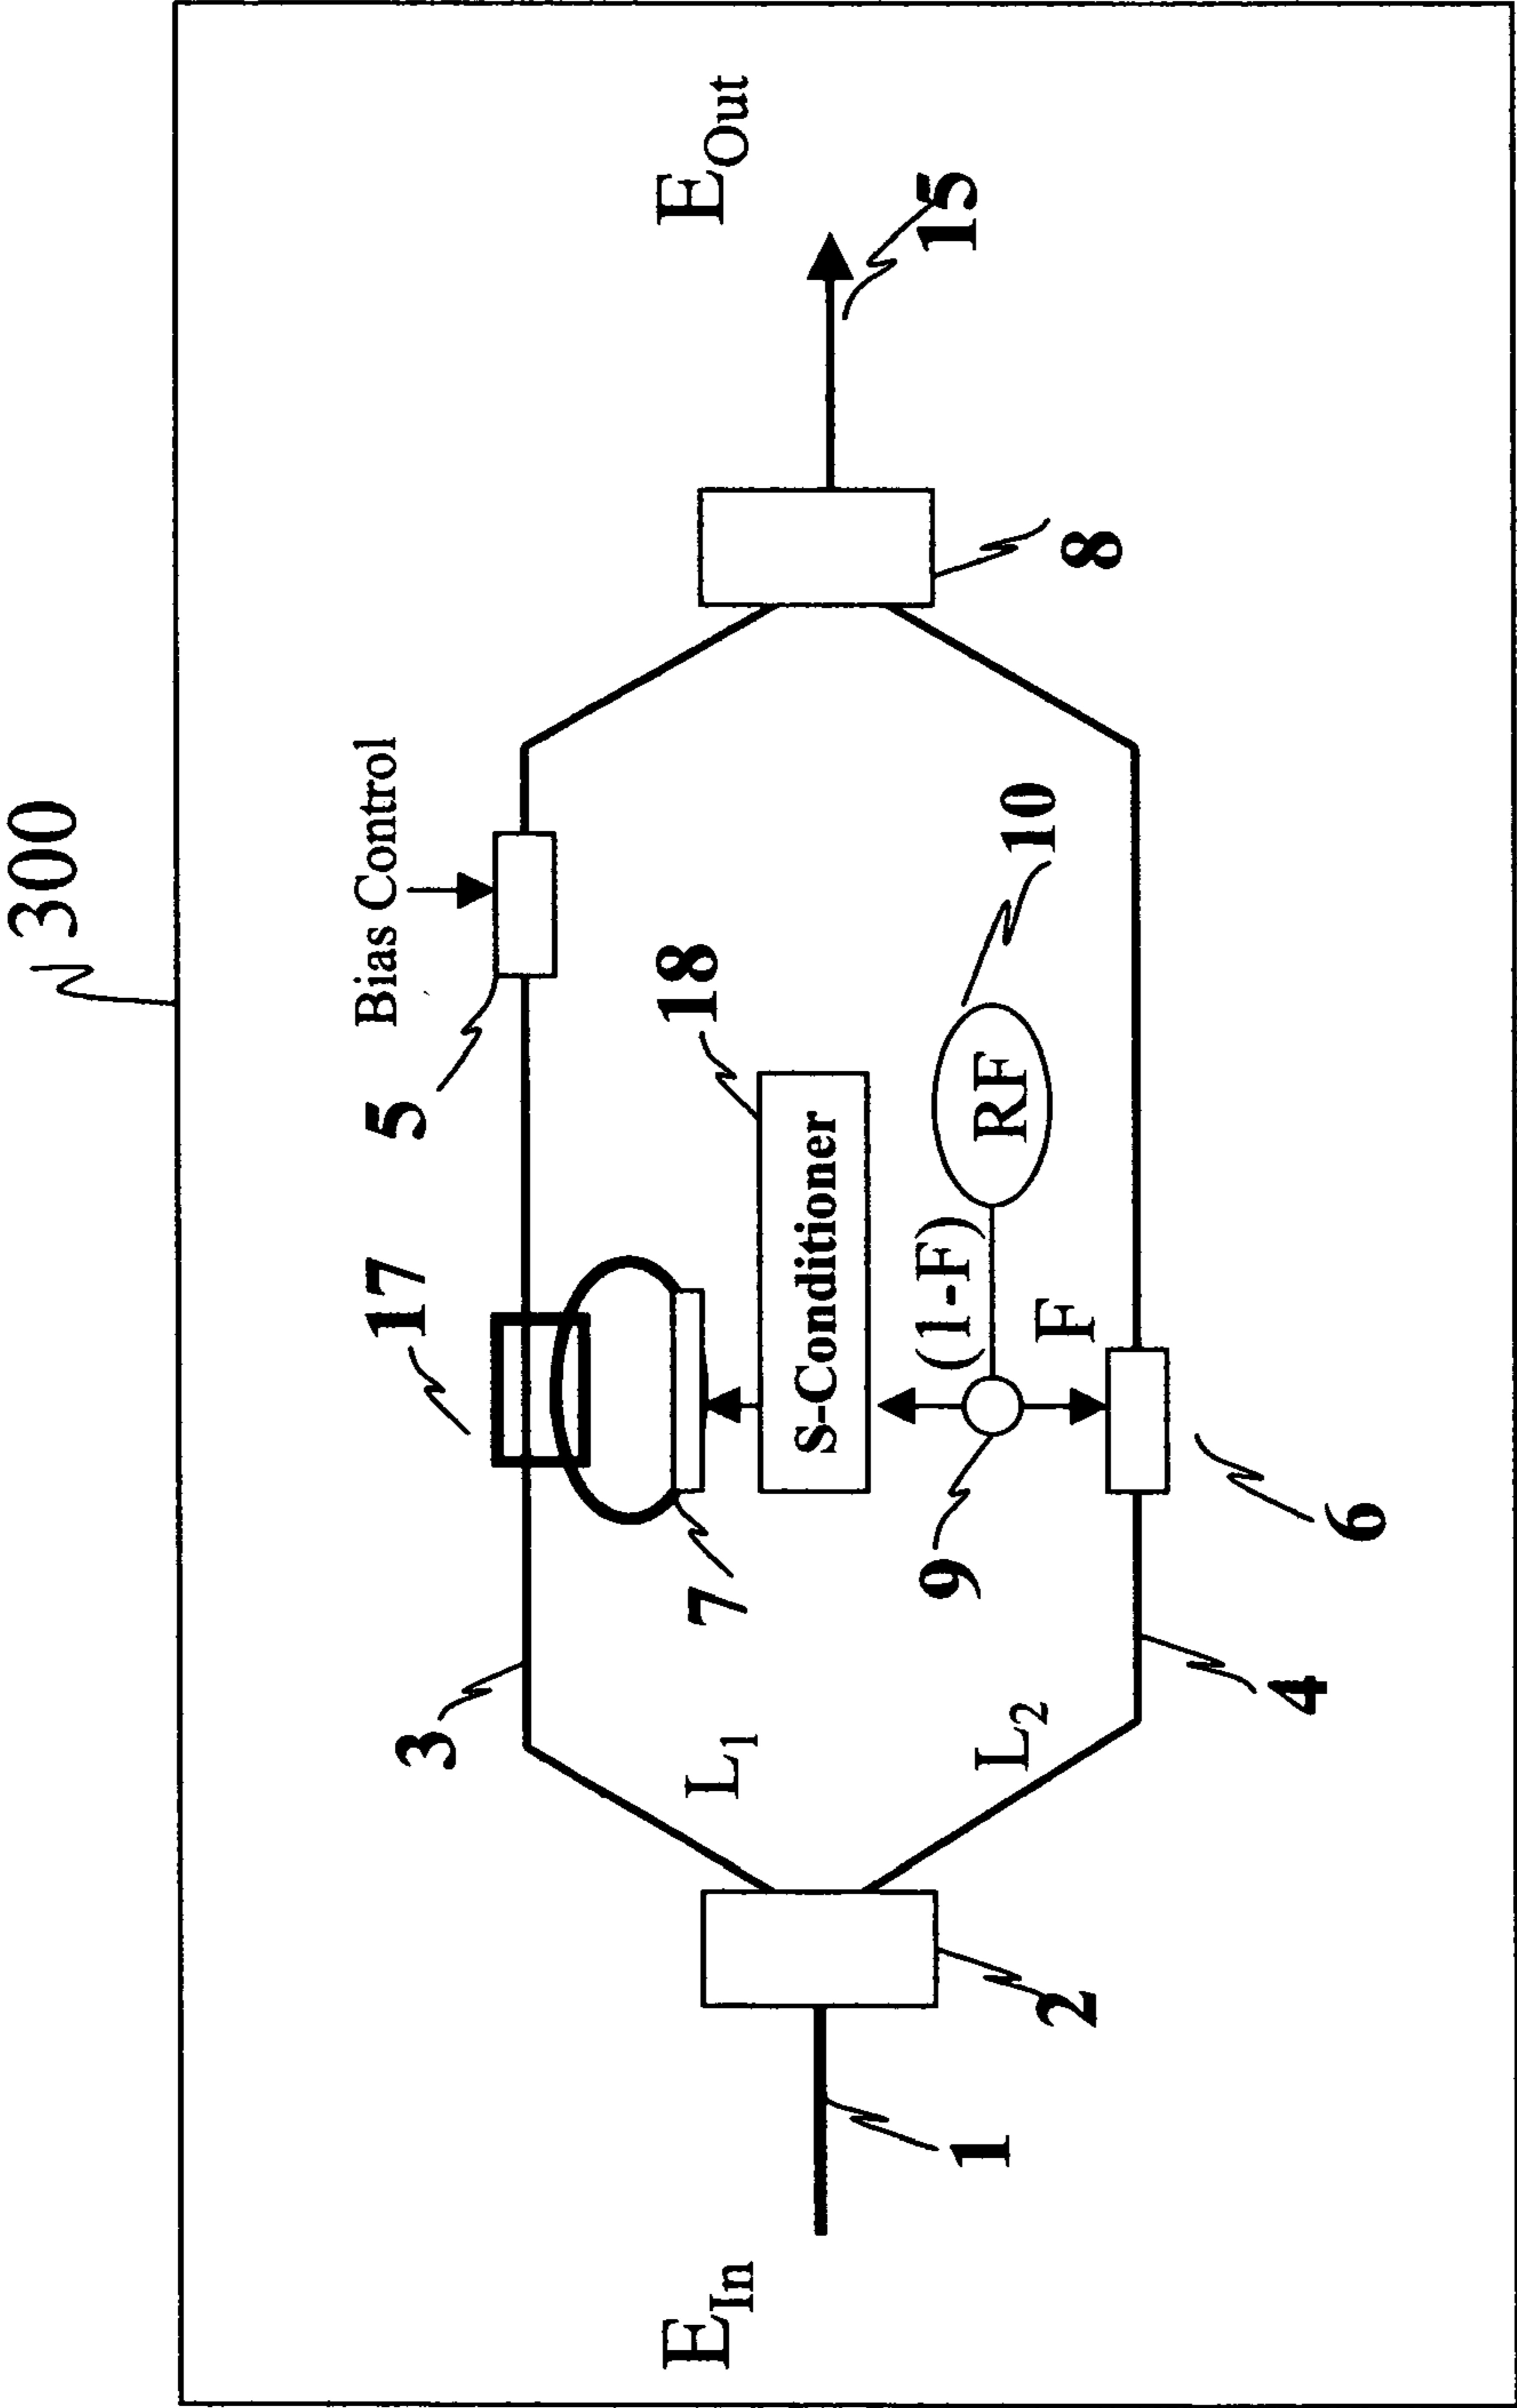 300
Bias Control
17
5
3
18
7
S-Conditioner
E_In
L_1
E_Out
(1-F)
RF
10
9
F
15
1
2
L_2
8
4
6